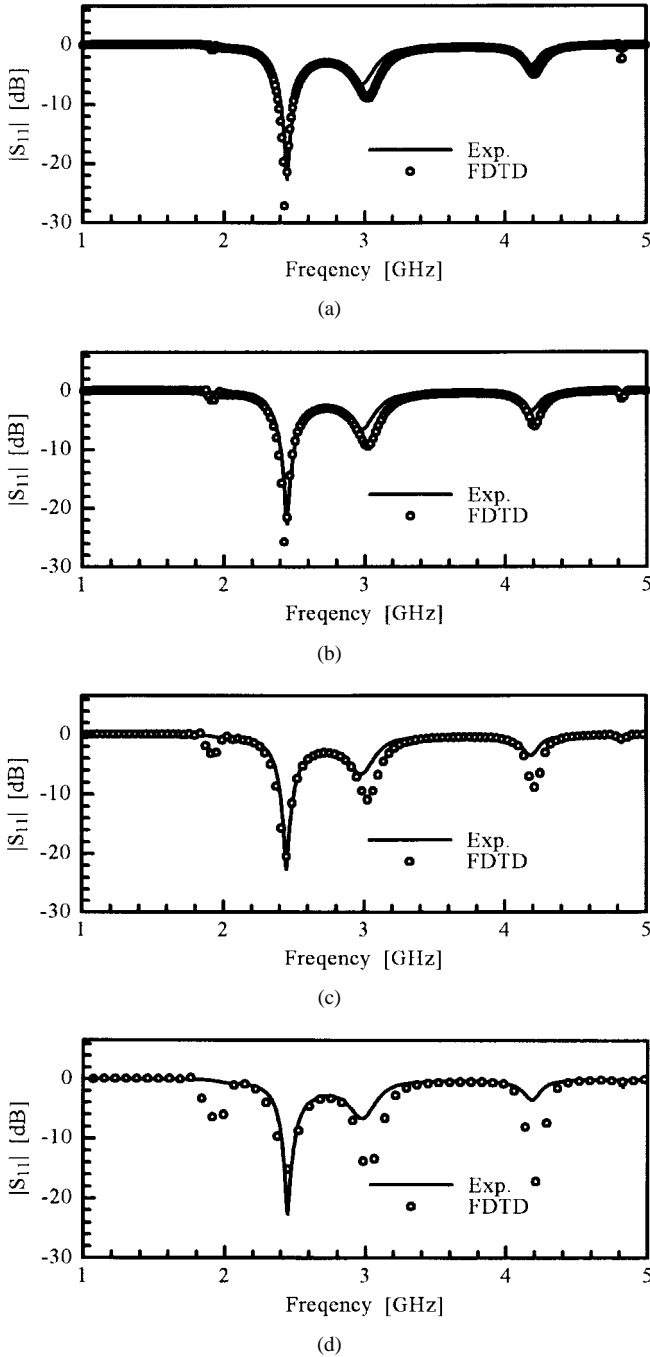 0
-10
-20
-30
|S11| [dB]
Exp.
FDTD
1 2 3 4 5
Freqency [GHz]
(a)
0
-10
-20
-30
|S11| [dB]
Exp.
FDTD
1 2 3 4 5
Freqency [GHz]
(b)
0
-10
-20
-30
|S11| [dB]
Exp.
FDTD
1 2 3 4 5
Freqency [GHz]
(c)
0
-10
-20
-30
|S11| [dB]
Exp.
FDTD
1 2 3 4 5
Freqency [GHz]
(d)